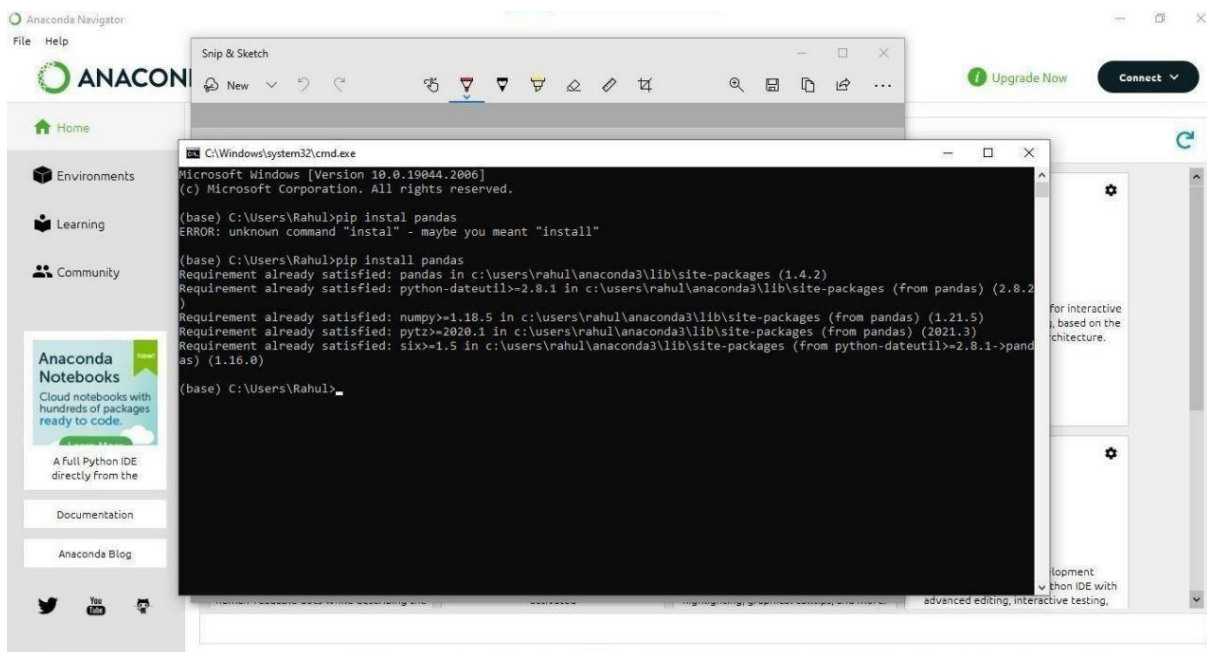 Anaconda Navigator
File Help
ANACON
Upgrade Now
Connect
Snip & Sketch
New
Home
Environments
Learning
Community
C:\Windows\system32\cmd.exe
Microsoft Windows [Version 10.0.19044.2006]
(c) Microsoft Corporation. All rights reserved.
(base) C:\Users\Rahul>pip instal pandas
ERROR: unknown command "instal" - maybe you meant "install"
(base) C:\Users\Rahul>pip install pandas
Requirement already satisfied: pandas in c:\users\rahul\anaconda3\lib\site-packages (1.4.2)
Requirement already satisfied: python-dateutil>=2.8.1 in c:\users\rahul\anaconda3\lib\site-packages (from pandas) (2.8.2
)
Requirement already satisfied: numpy>=1.18.5 in c:\users\rahul\anaconda3\lib\site-packages (from pandas) (1.21.5)
Requirement already satisfied: pytz>=2020.1 in c:\users\rahul\anaconda3\lib\site-packages (from pandas) (2021.3)
Requirement already satisfied: six>=1.5 in c:\users\rahul\anaconda3\lib\site-packages (from python-dateutil>=2.8.1->pand
as) (1.16.0)
(base) C:\Users\Rahul>
for interactive
, based on the
chitecture.
Anaconda
Notebooks
New!
Cloud notebooks with
hundreds of packages
ready to code.
A full Python IDE
directly from the
Documentation
Anaconda Blog
You
Tube
lopment
thon IDE with
advanced editing, interactive testing,